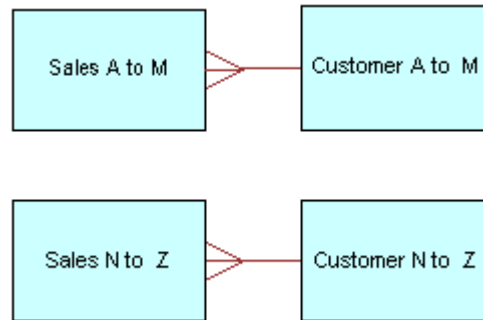 Sales A to M
Customer A to M
Sales N to Z
Customer N to Z